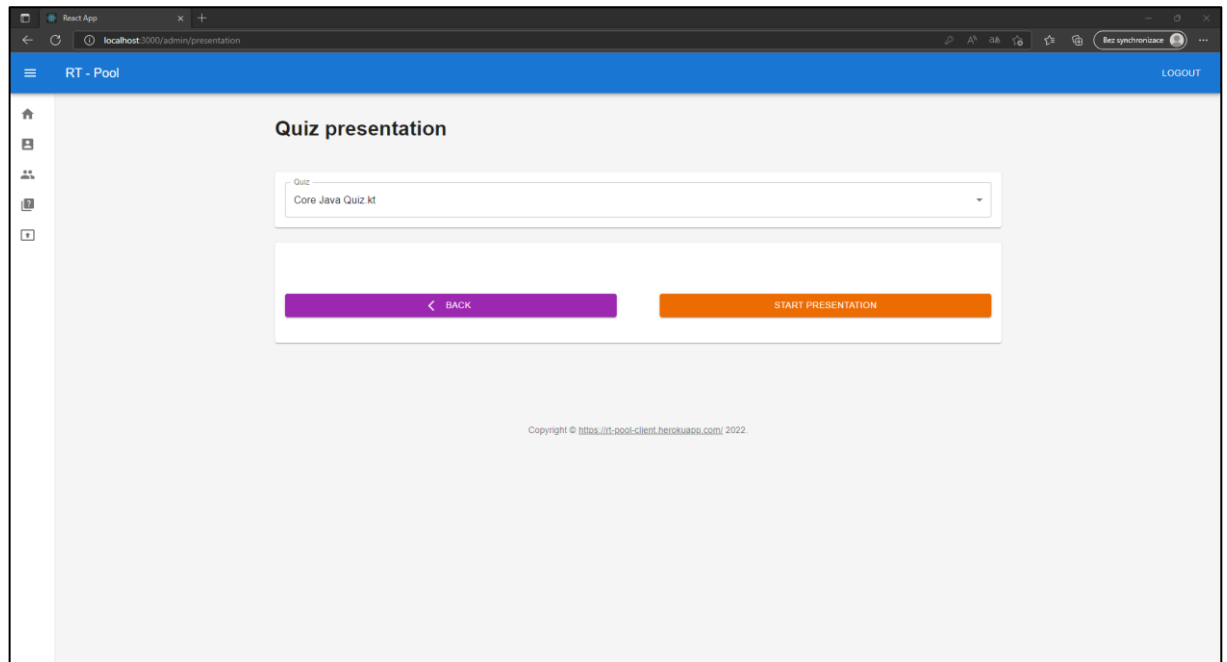 React App
localhost:3000/admin/presentation
Bez synchronizace
RT - Pool
LOGOUT
Quiz presentation
Quiz
Core Java Quiz.kt
BACK
START PRESENTATION
Copyright © https://rt-pool-client.herokuapp.com/ 2022.